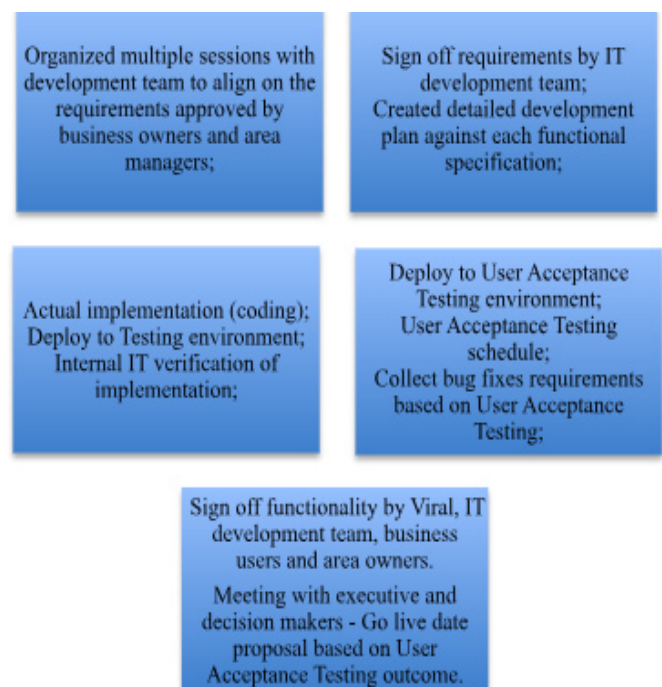 Organized multiple sessions with
development team to align on the
requirements approved by
business owners and area
managers;
Sign off requirements by IT
development team;
Created detailed development
plan against each functional
specification;
Actual implementation (coding);
Deploy to Testing environment;
Internal IT verification of
implementation;
Deploy to User Acceptance
Testing environment;
User Acceptance Testing
schedule;
Collect bug fixes requirements
based on User Acceptance
Testing;
Sign off functionality by Viral, IT
development team, business
users and area owners.
Meeting with executive and
decision makers - Go live date
proposal based on User
Acceptance Testing outcome.